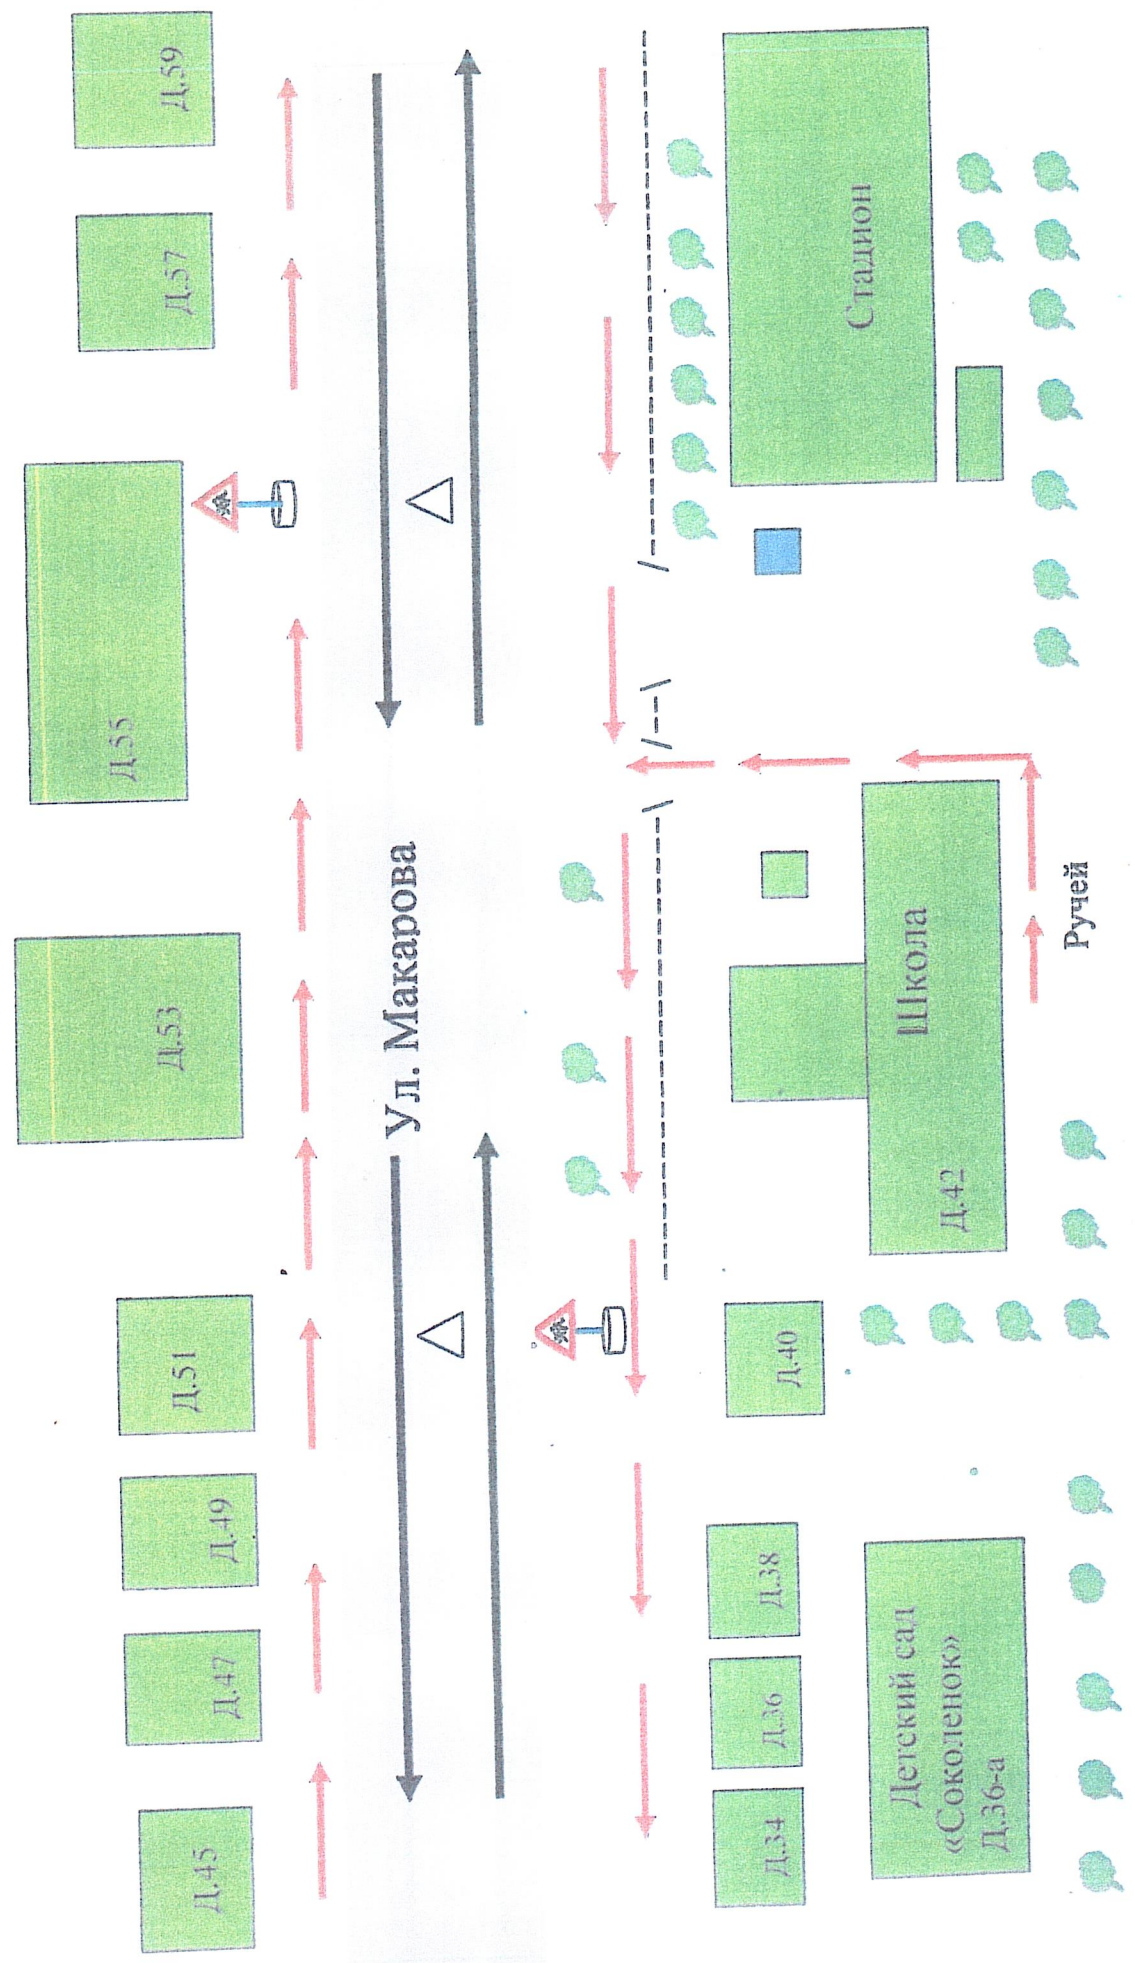 Д.45
Д.47
Д.49
Д.51
Д.53
Д.55
Д.57
Д.59
Ул. Макарова
Д.34
Д.36
Д.38
Д.40
Детский сад
«Соколенок»
Д.36-а
Д.42
Школа
Ручей
Стадион